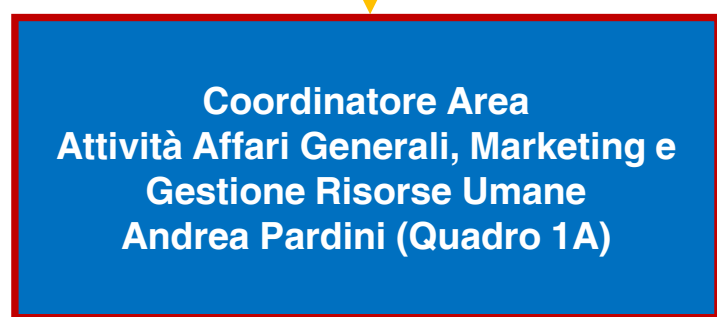 Coordinatore Area
Attività Affari Generali, Marketing e
Gestione Risorse Umane
Andrea Pardini (Quadro 1A)